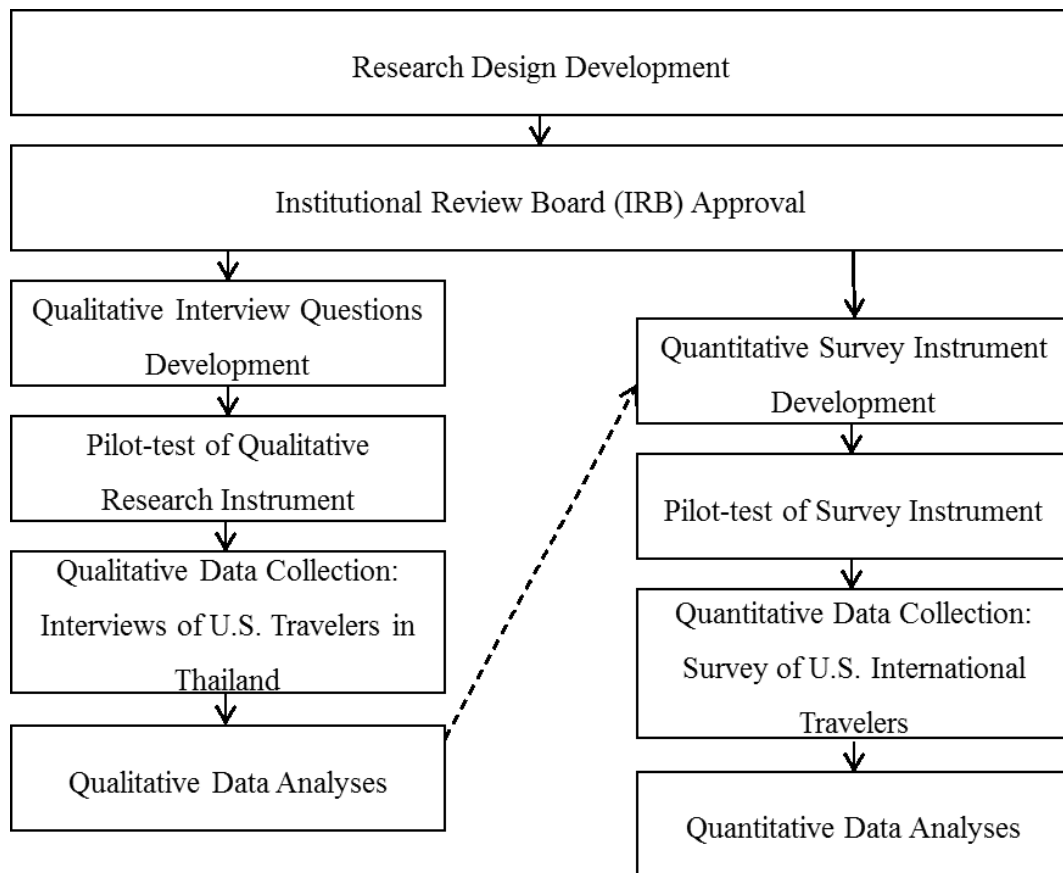 Research Design Development
Institutional Review Board (IRB) Approval
Qualitative Interview Questions
Development
Pilot-test of Qualitative
Research Instrument
Qualitative Data Collection:
Interviews of U.S. Travelers in
Thailand
Qualitative Data Analyses
Quantitative Survey Instrument
Development
Pilot-test of Survey Instrument
Quantitative Data Collection:
Survey of U.S. International
Travelers
Quantitative Data Analyses